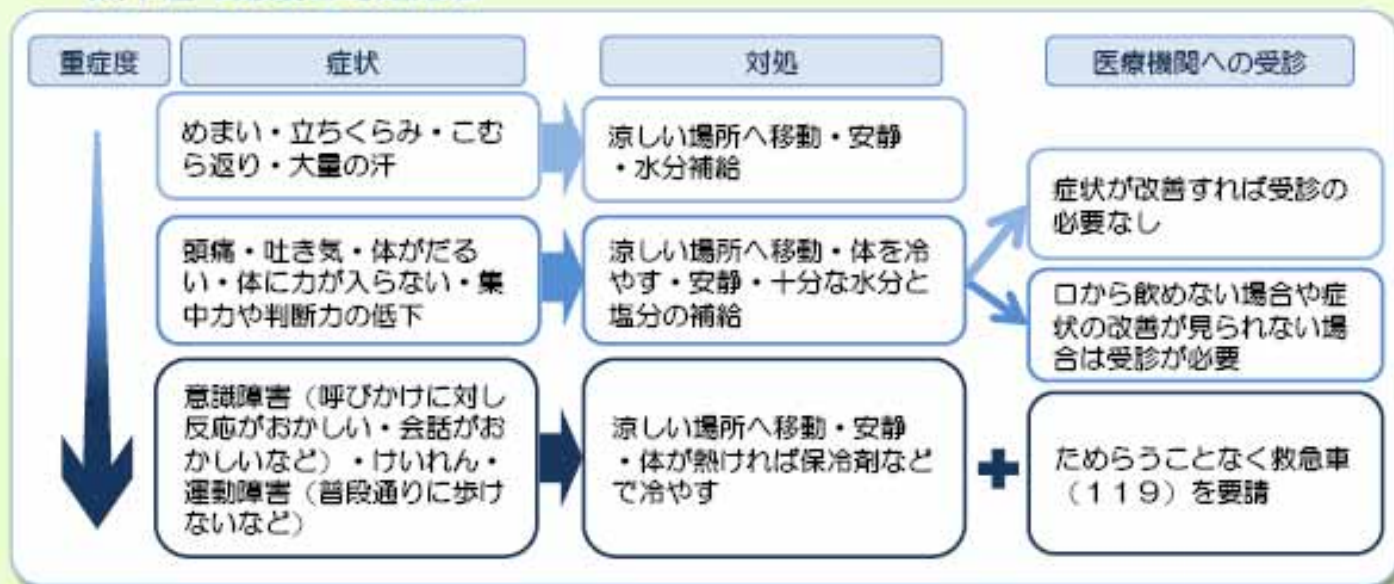 重症度
症状
対処
医療機関への受診
めまい・立ちくらみ・こむ
ら返り・大量の汗
涼しい場所へ移動・安静
・水分補給
症状が改善すれば受診の
必要なし
頭痛・吐き気・体がだる
い・体に力が入らない・集
中力や判断力の低下
涼しい場所へ移動・体を冷
やす・安静・十分な水分と
塩分の補給
口から飲めない場合や症
状の改善が見られない場
合は受診が必要
意識障害（呼びかけに対し
反応がおかしい・会話がお
かしいなど）・けいれん・
運動障害（普段通りに歩け
ないなど）
涼しい場所へ移動・安静
・体が熱ければ保冷剤など
で冷やす
ためらうことなく救急車
（１１９）を要請